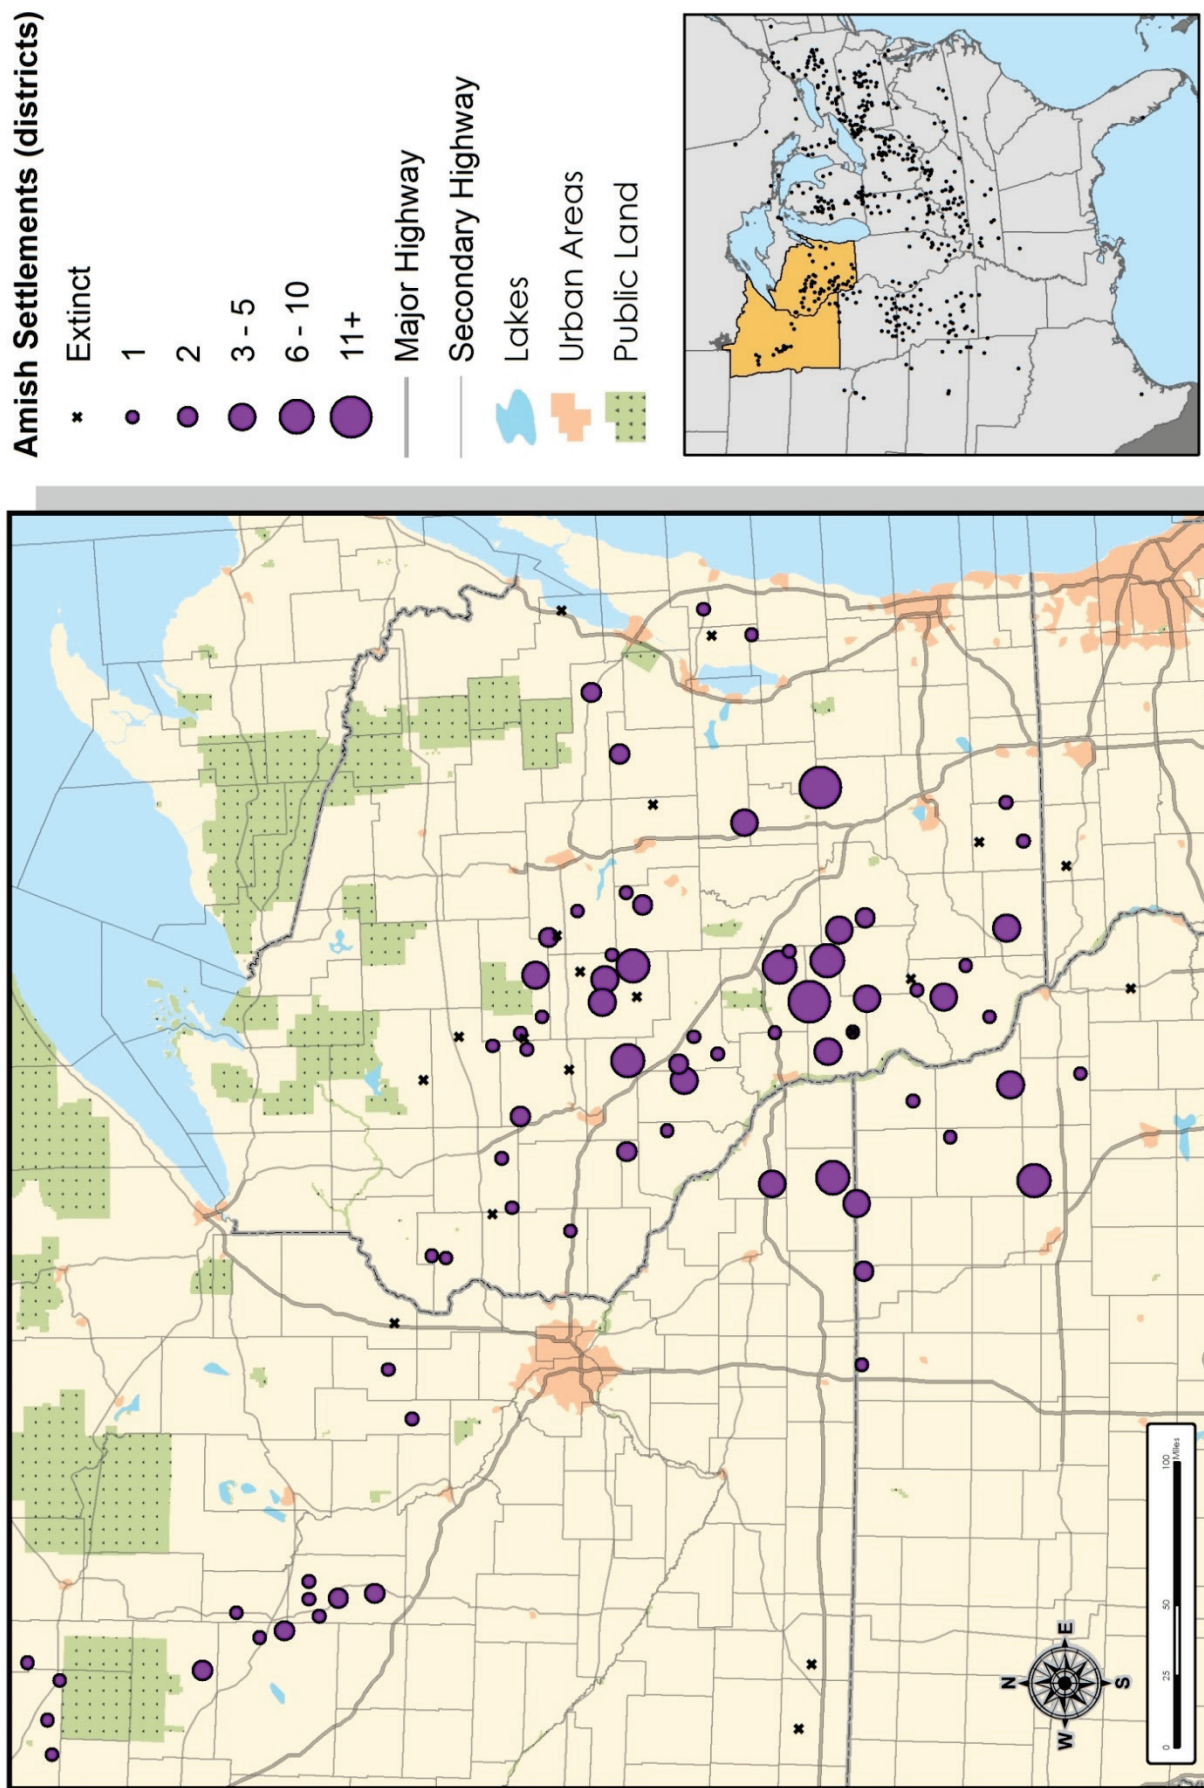 Amish Settlements (districts)
Extinct
1
2
3 - 5
6 - 10
11+
Major Highway
Secondary Highway
Lakes
Urban Areas
Public Land
N
W E
S
0 25 50 100
Miles